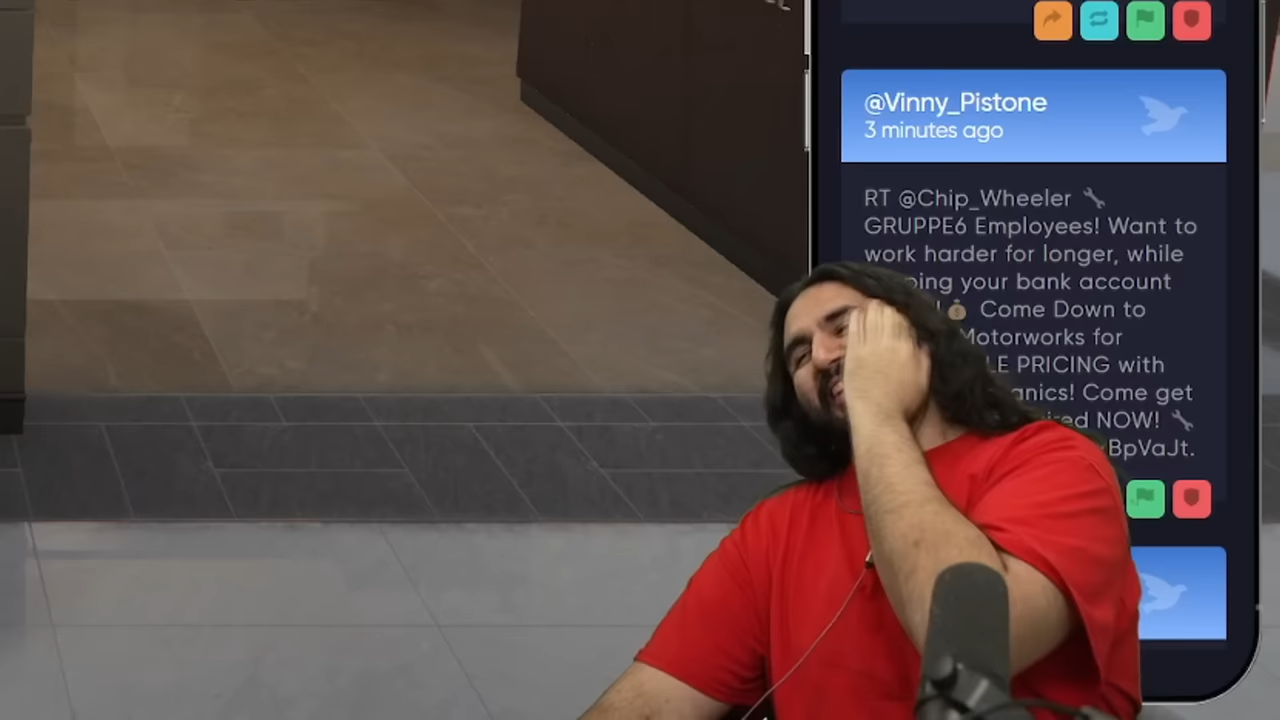 @Vinny_Pistone
3 minutes ago
RT @Chip_Wheeler 🔧
GRUPPE6 Employees! Want to
work harder for longer, while
your bank account
💰 Come Down to
Motorworks for
PRICING with
Come get
NOW! 🔧
BpVaJt.